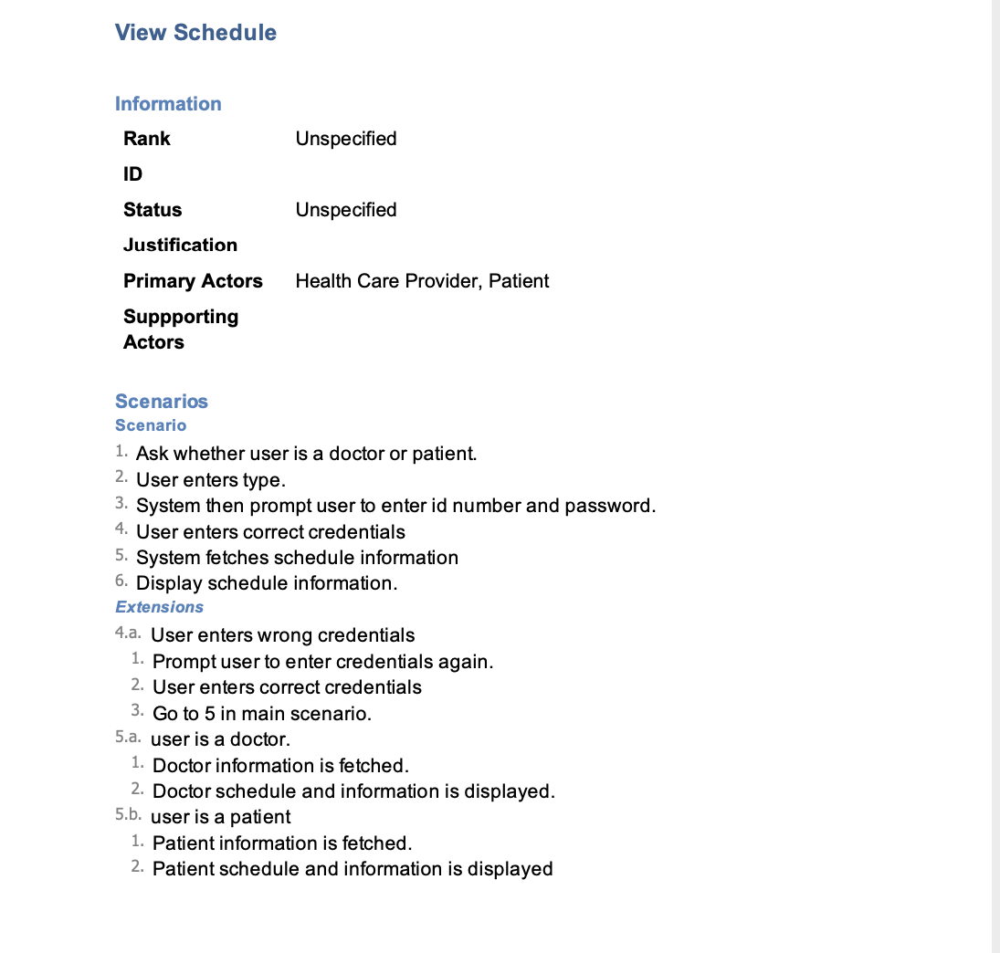 View Schedule
Information
Rank Unspecified
ID
Status Unspecified
Justification
Primary Actors Health Care Provider, Patient
Suppporting
Actors
Scenarios
Scenario
1. Ask whether user is a doctor or patient.
2. User enters type.
3. System then prompt user to enter id number and password.
4. User enters correct credentials
5. System fetches schedule information
6. Display schedule information.
Extensions
4.a. User enters wrong credentials
1. Prompt user to enter credentials again.
2. User enters correct credentials
3. Go to 5 in main scenario.
5.a. user is a doctor.
1. Doctor information is fetched.
2. Doctor schedule and information is displayed.
5.b. user is a patient
1. Patient information is fetched.
2. Patient schedule and information is displayed